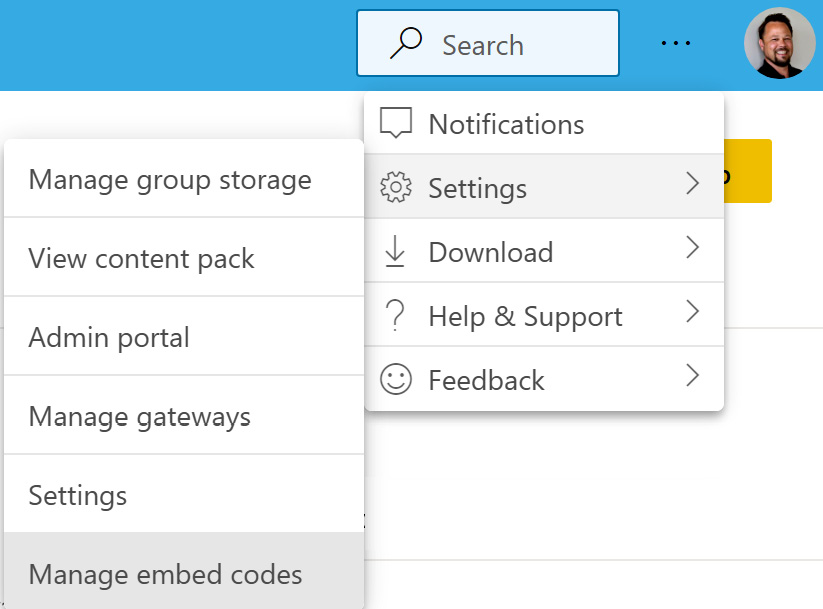 Search
...
Notifications
Settings
Download
Help & Support
Feedback
Manage group storage
View content pack
Admin portal
Manage gateways
Settings
Manage embed codes